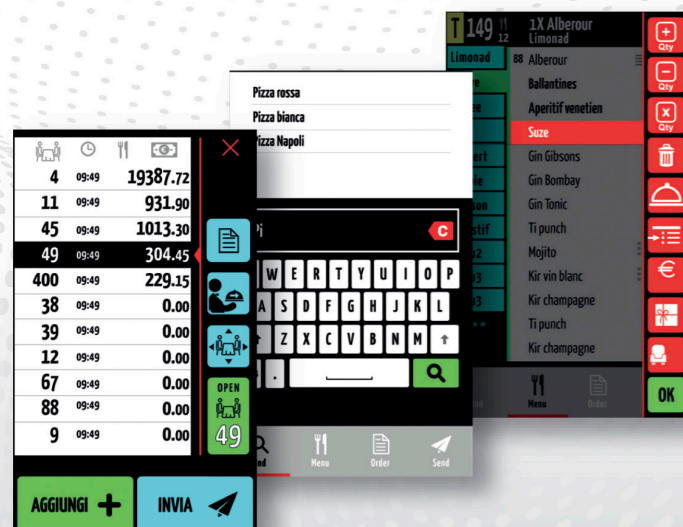 4 09:49 19387.72
11 09:49 931.90
45 09:49 1013.30
49 09:49 304.45
400 09:49 229.15
38 09:49 0.00
39 09:49 0.00
12 09:49 0.00
67 09:49 0.00
88 09:49 0.00
9 09:49 0.00
OPEN
49
AGGIUNGI
INVIA
Pizza rossa
Pizza bianca
Pizza Napoli
Pi
C
W E R T Y U I O P
A S D F G H J K L
Z X C V B N M
.
Menu
Order
Send
T 149 12
1X Alberour
Limonad
Limonad
88 Alberour
Ballantines
Aperitif venetien
Suze
Gin Gibsons
Gin Bombay
Gin Tonic
Ti punch
Mojito
Kir vin blanc
Kir champagne
Ti punch
Kir champagne
Menu
Order
Qty
Qty
X
Qty
€
OK